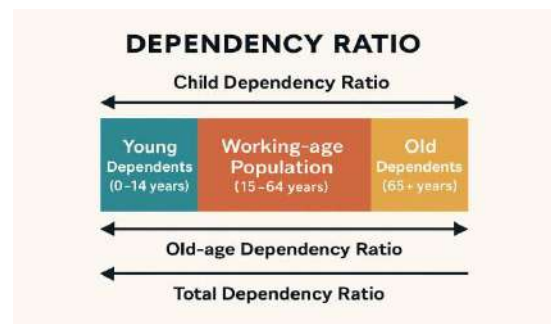 DEPENDENCY RATIO
Child Dependency Ratio
Young
Dependents
(0-14 years)
Working-age
Population
(15-64 years)
Old
Dependents
(65+ years)
Old-age Dependency Ratio
Total Dependency Ratio